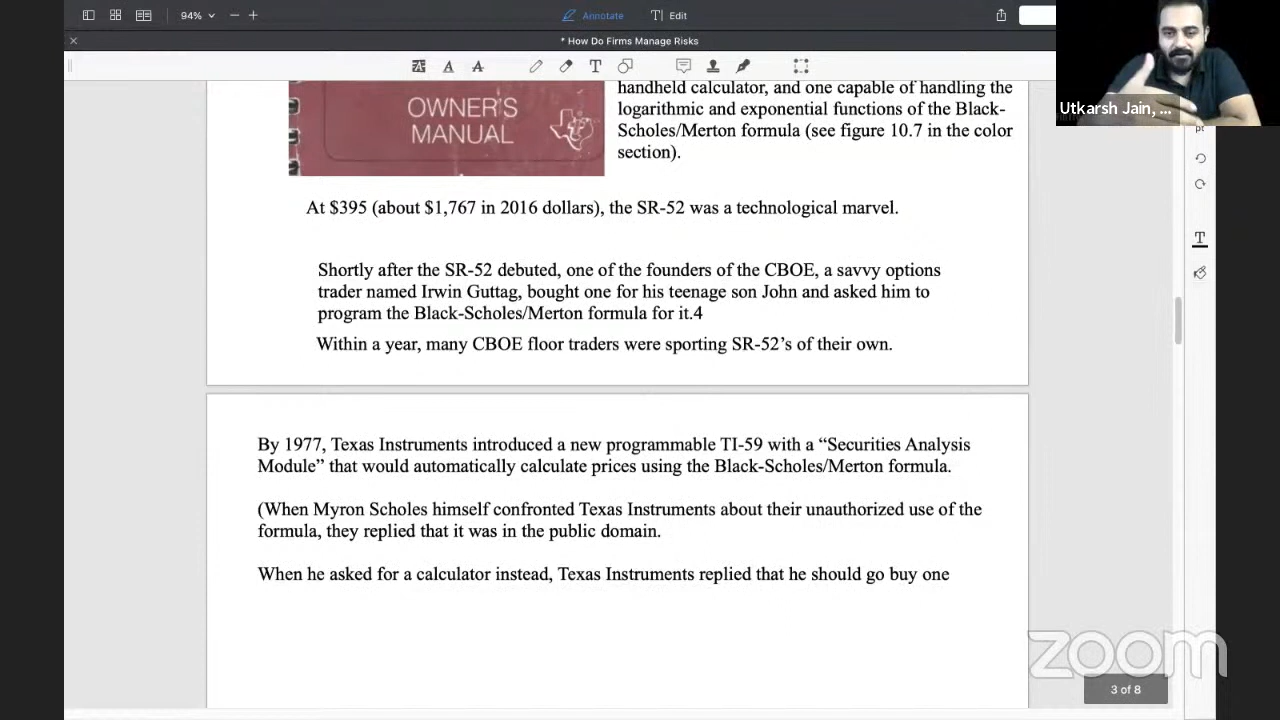 94%
Annotate
Edit
* How Do Firms Manage Risks
Utkarsh Jain, ...
OWNER'S
MANUAL
handheld calculator, and one capable of handling the
logarithmic and exponential functions of the Black-
Scholes/Merton formula (see figure 10.7 in the color
section).
At $395 (about $1,767 in 2016 dollars), the SR-52 was a technological marvel.
Shortly after the SR-52 debuted, one of the founders of the CBOE, a savvy options
trader named Irwin Guttag, bought one for his teenage son John and asked him to
program the Black-Scholes/Merton formula for it.4
Within a year, many CBOE floor traders were sporting SR-52’s of their own.
By 1977, Texas Instruments introduced a new programmable TI-59 with a “Securities Analysis
Module” that would automatically calculate prices using the Black-Scholes/Merton formula.
(When Myron Scholes himself confronted Texas Instruments about their unauthorized use of the
formula, they replied that it was in the public domain.
When he asked for a calculator instead, Texas Instruments replied that he should go buy one
zoom
3 of 8